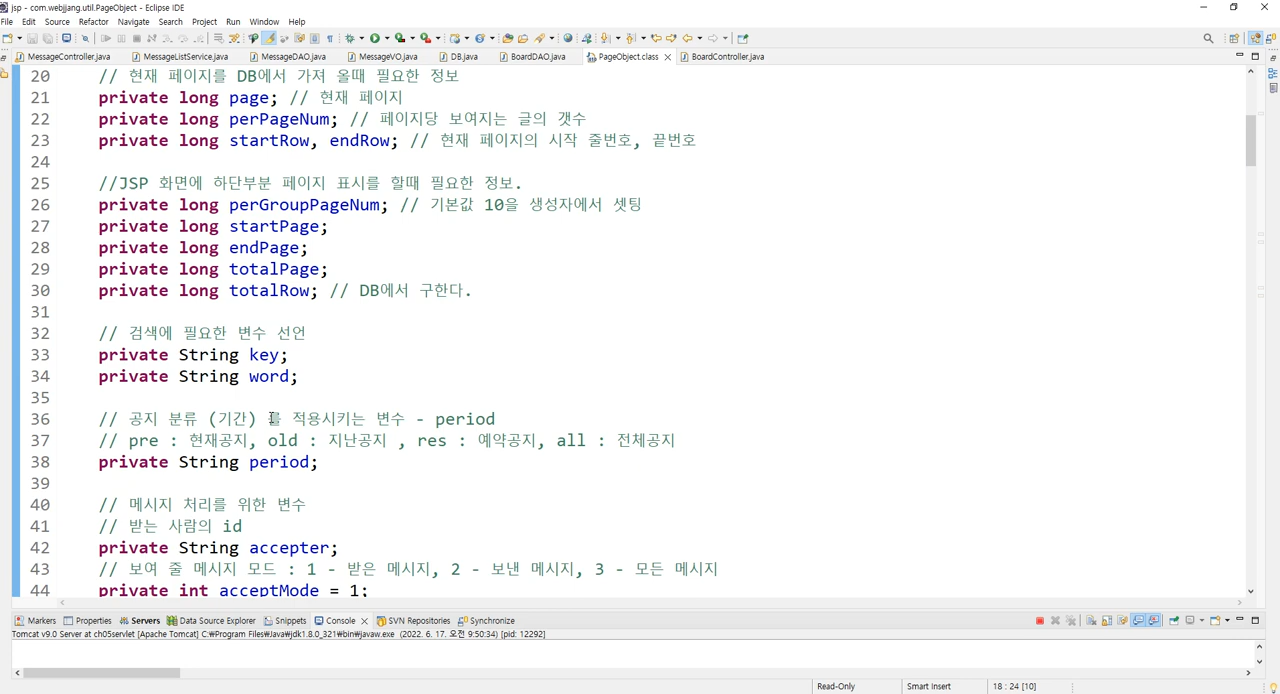 jsp - com.webjjang.util.PageObject - Eclipse IDE
File Edit Source Refactor Navigate Search Project Run Window Help
MessageController.java MessageListService.java MessageDAO.java MessageVO.java DB.java BoardDAO.java PageObject.class BoardController.java
20 // 현재 페이지를 DB에서 가져 올때 필요한 정보
21 private long page; // 현재 페이지
22 private long perPageNum; // 페이지당 보여지는 글의 갯수
23 private long startRow, endRow; // 현재 페이지의 시작 줄번호, 끝번호
24
25 //JSP 화면에 하단부분 페이지 표시를 할때 필요한 정보.
26 private long perGroupPageNum; // 기본값 10을 생성자에서 셋팅
27 private long startPage;
28 private long endPage;
29 private long totalPage;
30 private long totalRow; // DB에서 구한다.
31
32 // 검색에 필요한 변수 선언
33 private String key;
34 private String word;
35
36 // 공지 분류 (기간) 를 적용시키는 변수 - period
37 // pre : 현재공지, old : 지난공지 , res : 예약공지, all : 전체공지
38 private String period;
39
40 // 메시지 처리를 위한 변수
41 // 받는 사람의 id
42 private String accepter;
43 // 보여 줄 메시지 모드 : 1 - 받은 메시지, 2 - 보낸 메시지, 3 - 모든 메시지
44 private int acceptMode = 1;
Markers Properties Servers Data Source Explorer Snippets Console SVN Repositories Synchronize
Tomcat v9.0 Server at ch05servlet [Apache Tomcat] C:₩Program Files₩Java₩jdk1.8.0_321₩bin₩javaw.exe (2022. 6. 17. 오전 9:50:34) [pid: 12292]
Read-Only Smart Insert 18 : 24 [10]